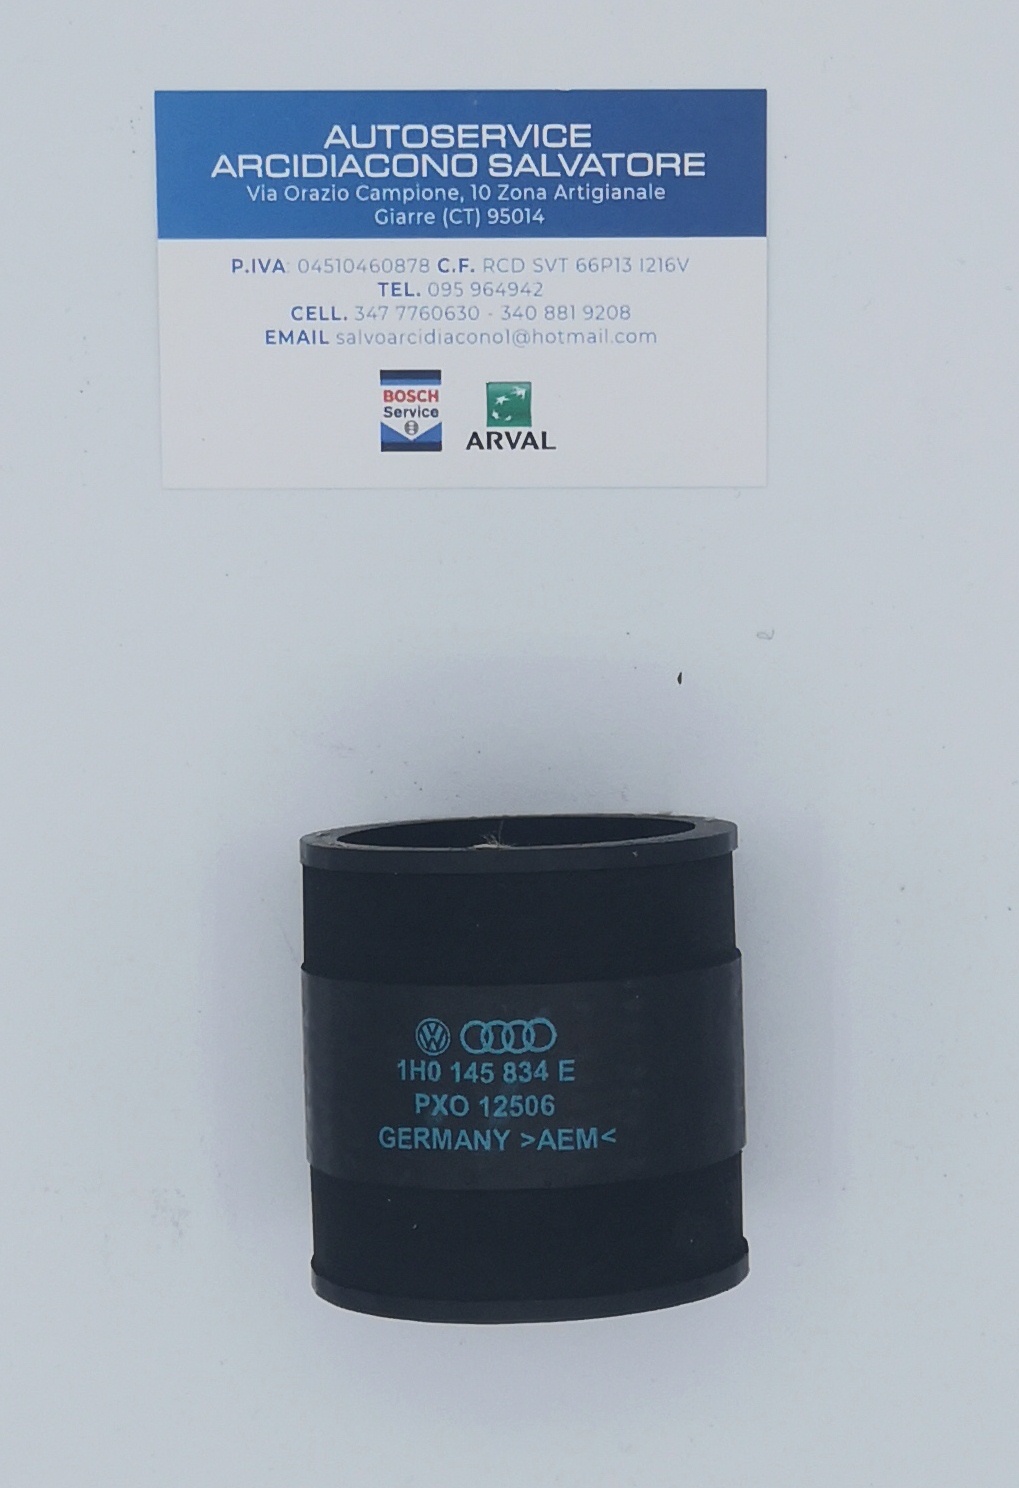 AUTOSERVICE
ARCIDIACONO SALVATORE
Via Orazio Campione, 10 Zona Artigianale
Giarre (CT) 95014
P.IVA: 04510460878 C.F. RCD SVT 66P13 I216V
TEL. 095 964942
CELL. 347 7760630 - 340 881 9208
EMAIL salvoarcidiacono1@hotmail.com
BOSCH
Service
ARVAL
1H0 145 834 E
PXO 12506
GERMANY >AEM<